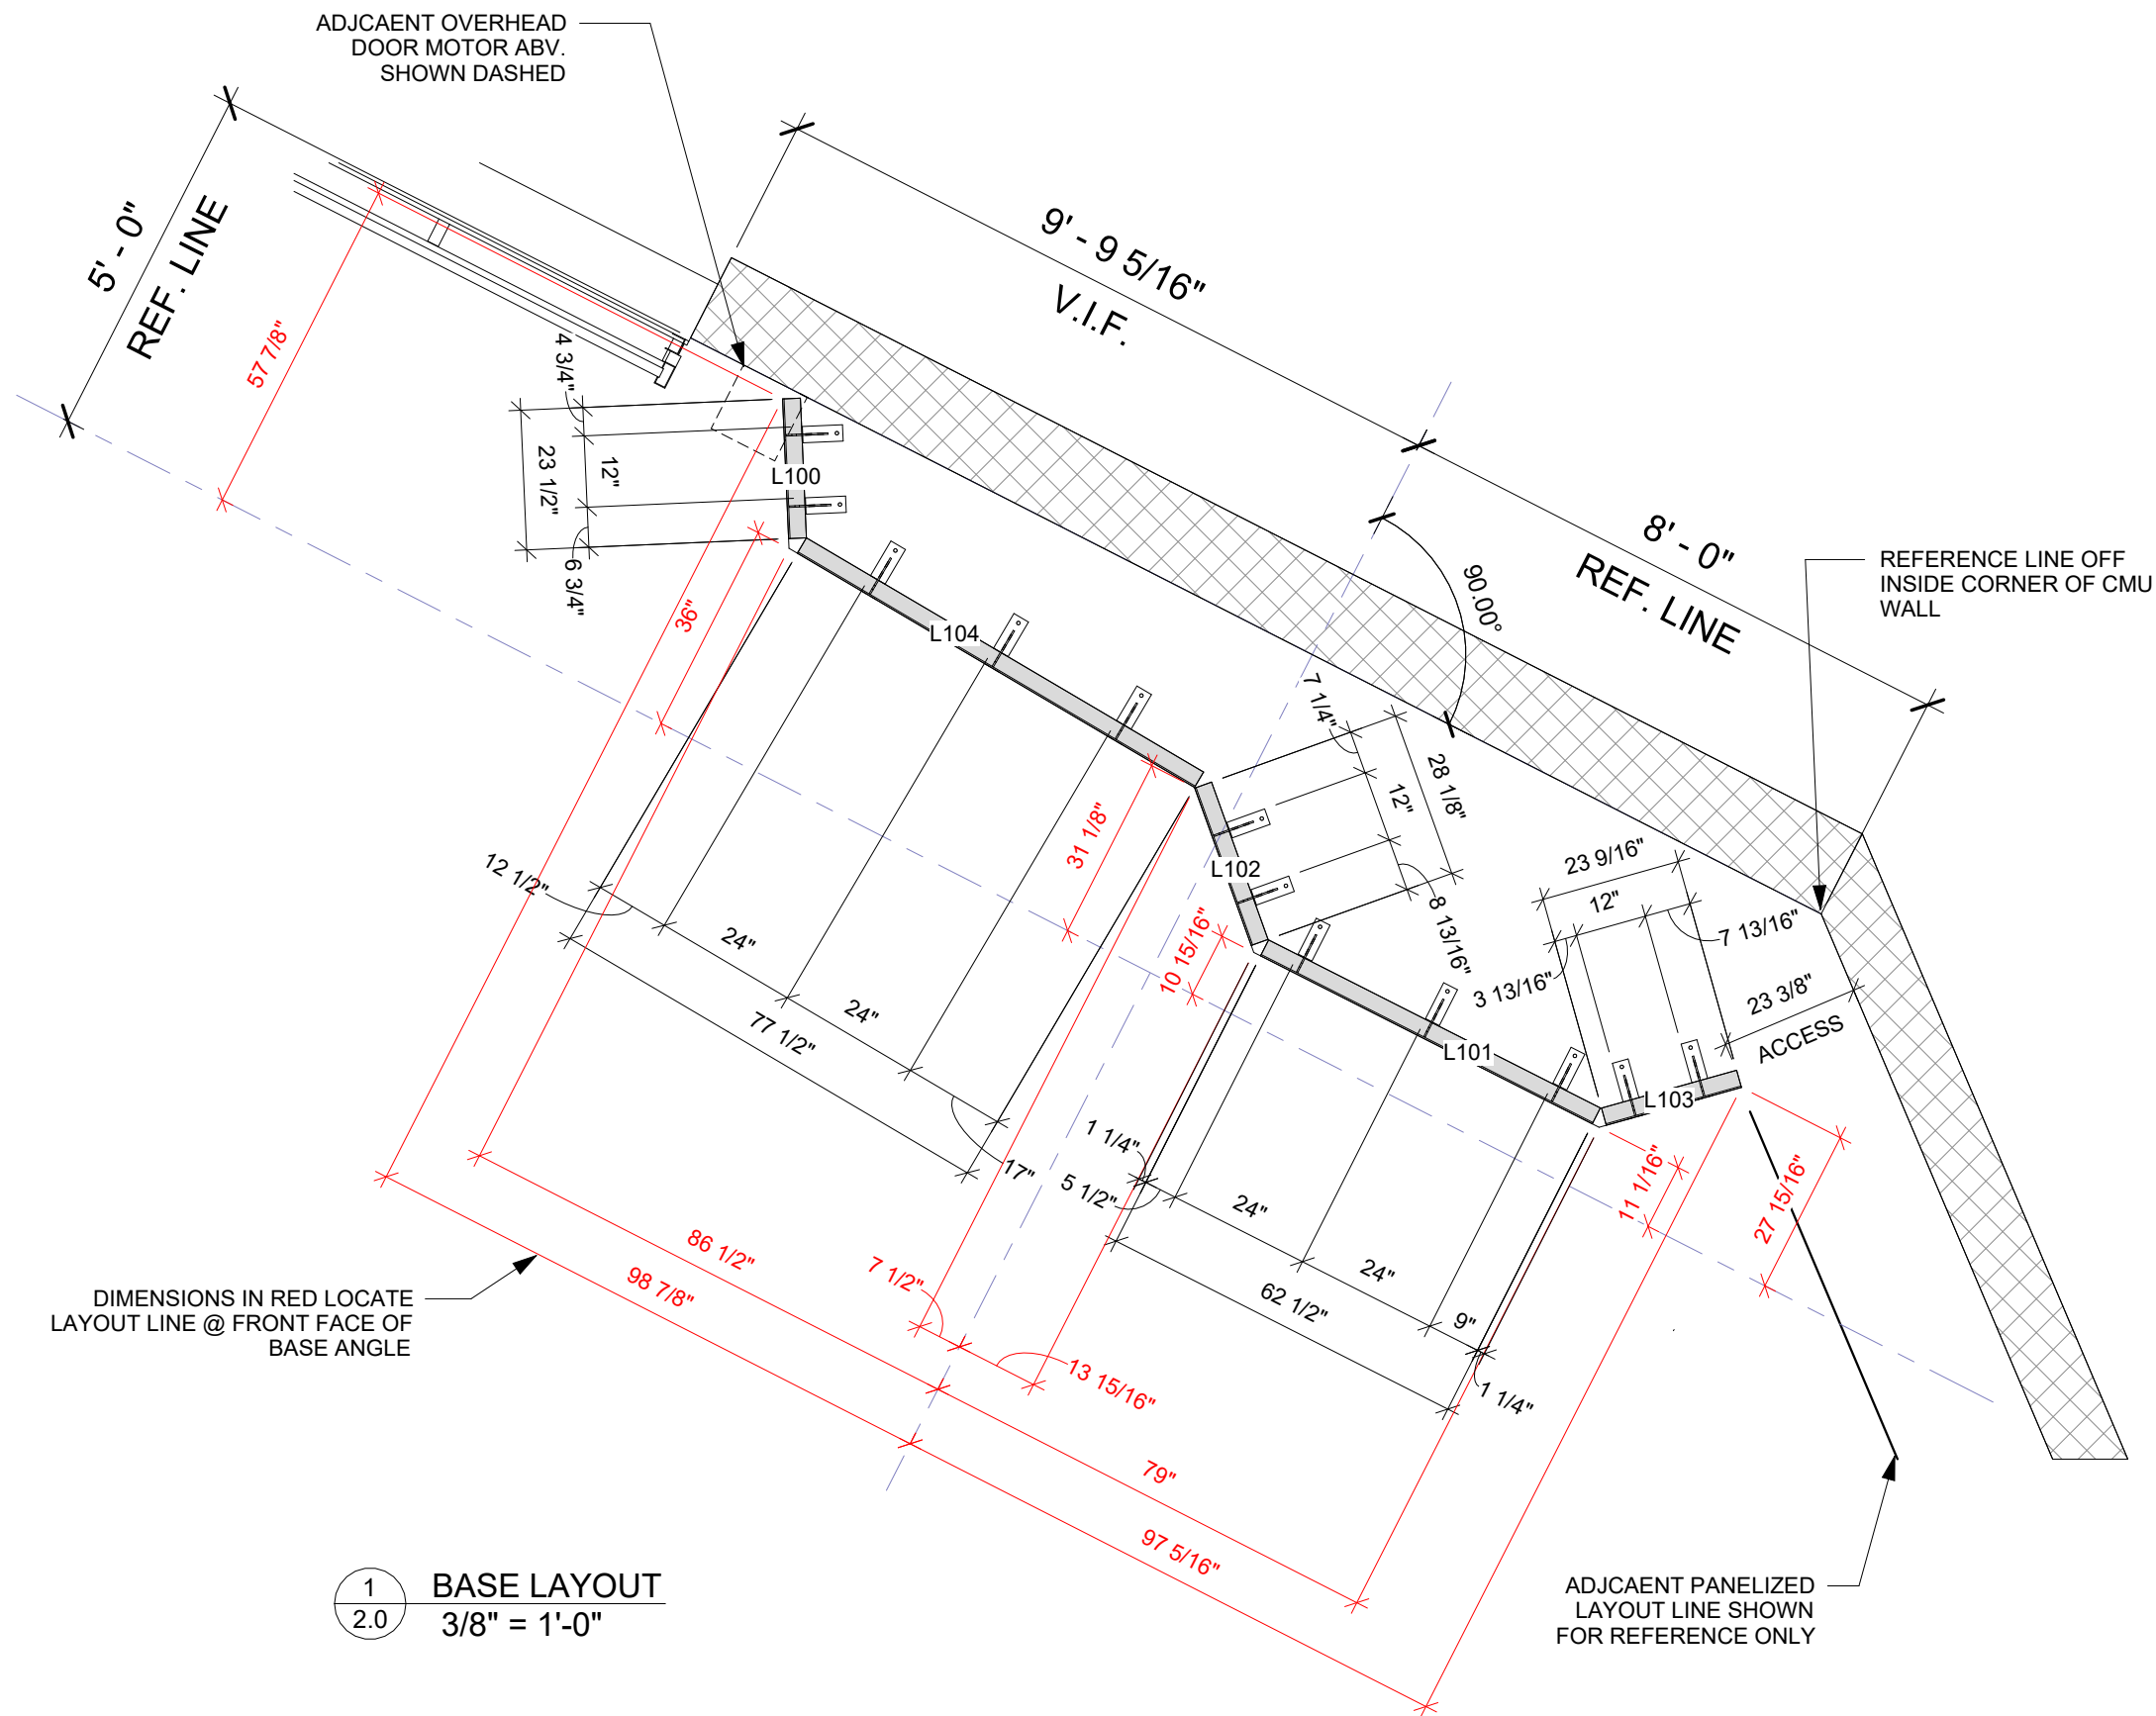 ADJCAENT OVERHEAD
DOOR MOTOR ABV.
SHOWN DASHED
5' - 0"
REF. LINE
57 7/8"
9' - 9 5/16"
V.I.F.
8' - 0"
REF. LINE
90.00°
REFERENCE LINE OFF
INSIDE CORNER OF CMU
WALL
4 3/4"
12"
23 1/2"
6 3/4"
L100
36"
L104
7 1/4"
12"
28 1/8"
8 13/16"
L102
31 1/8"
10 15/16"
23 9/16"
12"
7 13/16"
3 13/16"
23 3/8"
ACCESS
L101
L103
12 1/2"
24"
24"
77 1/2"
17"
1 1/4"
5 1/2"
24"
24"
62 1/2"
9"
1 1/4"
11 1/16"
27 15/16"
86 1/2"
98 7/8"
7 1/2"
13 15/16"
79"
97 5/16"
DIMENSIONS IN RED LOCATE
LAYOUT LINE @ FRONT FACE OF
BASE ANGLE
ADJCAENT PANELIZED
LAYOUT LINE SHOWN
FOR REFERENCE ONLY
1
2.0
BASE LAYOUT
3/8" = 1'-0"